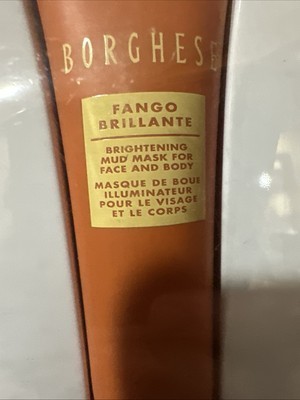 BORGHESE
FANGO
BRILLANTE
BRIGHTENING
MUD MASK FOR
FACE AND BODY
MASQUE DE BOUE
ILLUMINATEUR
POUR LE VISAGE
ET LE CORPS